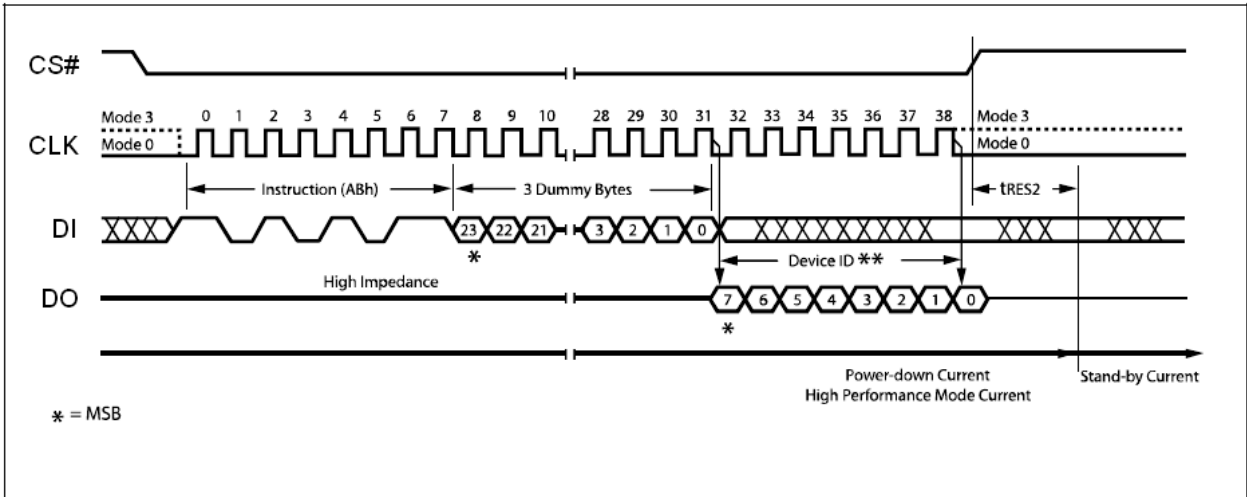 CS#
Mode 3 0 1 2 3 4 5 6 7 8 9 10 28 29 30 31 32 33 34 35 36 37 38 Mode 3
CLK Mode 0 Mode 0
Instruction (ABh) 3 Dummy Bytes tRES2
DI 23 22 21 3 2 1 0
* Device ID **
High Impedance
DO 7 6 5 4 3 2 1 0
*
Power-down Current Stand-by Current
High Performance Mode Current
* = MSB